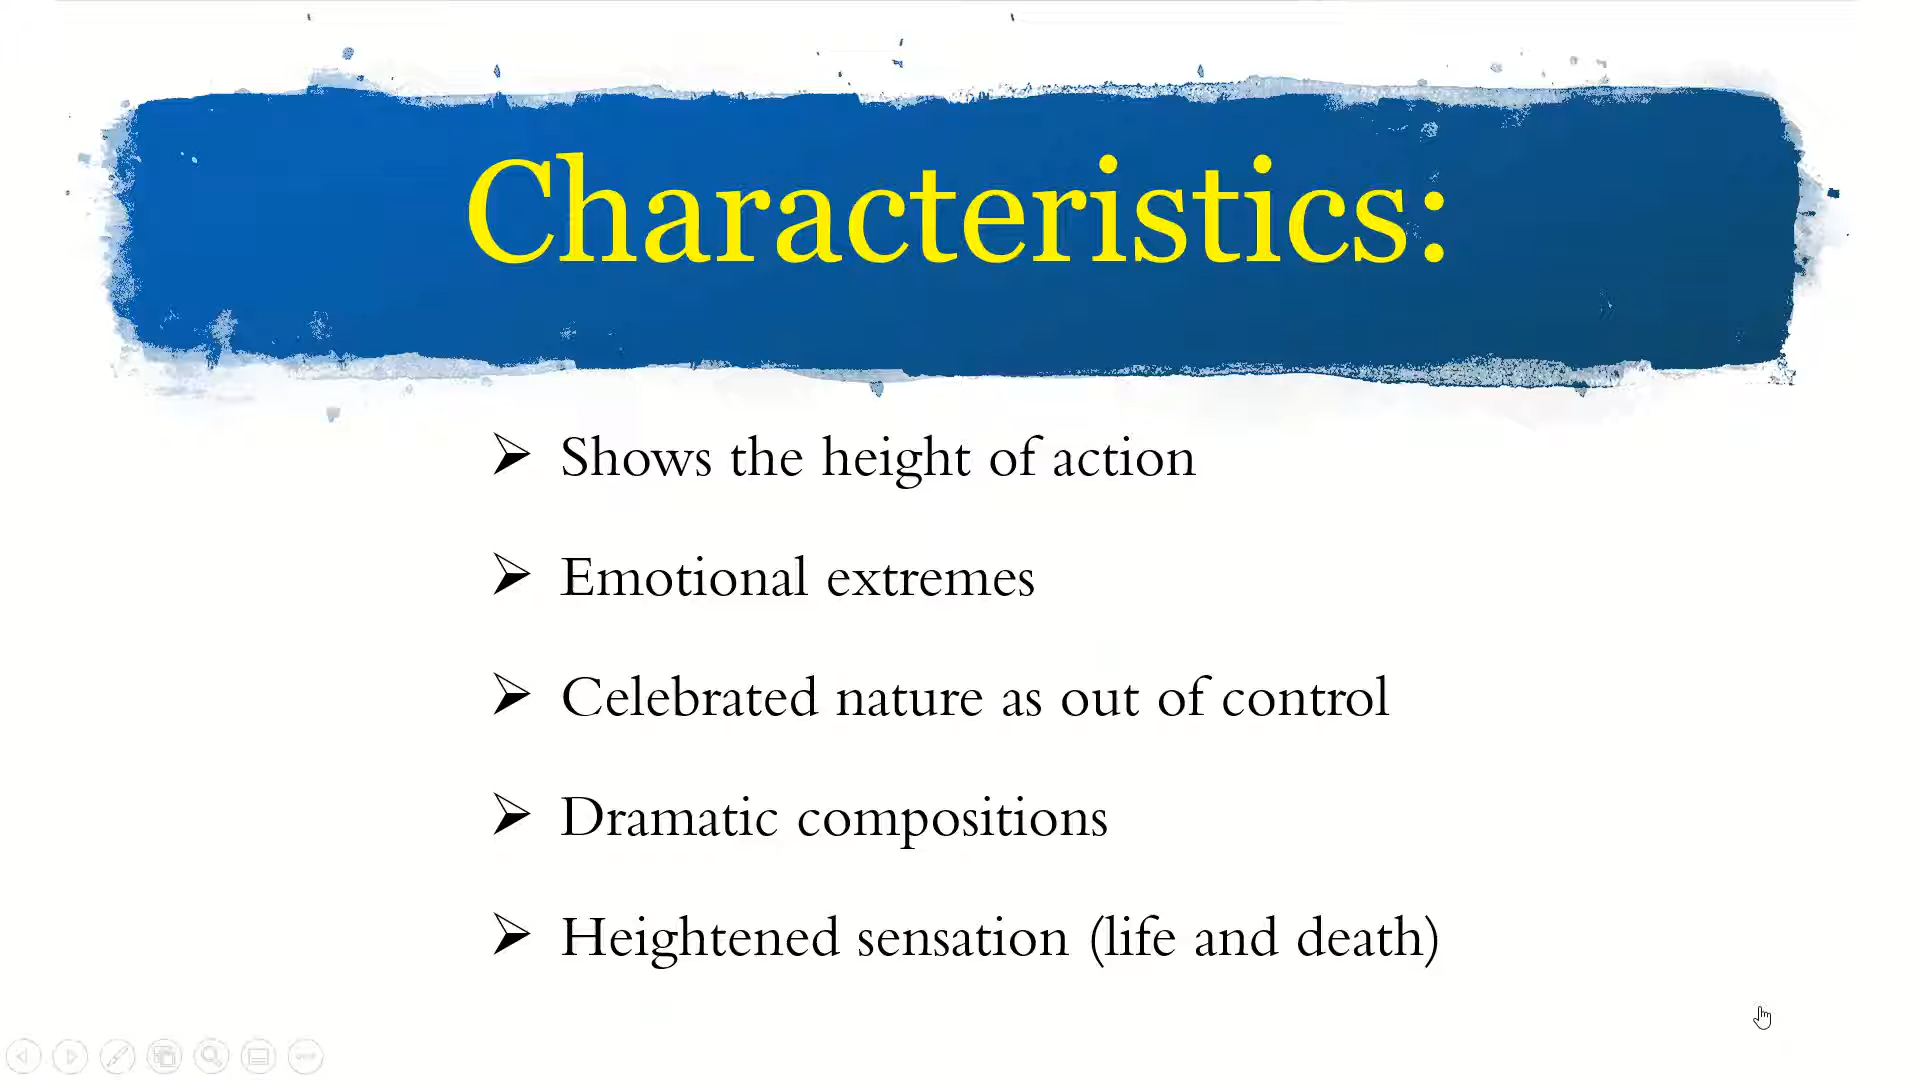 Characteristics:
Shows the height of action
Emotional extremes
Celebrated nature as out of control
Dramatic compositions
Heightened sensation (life and death)